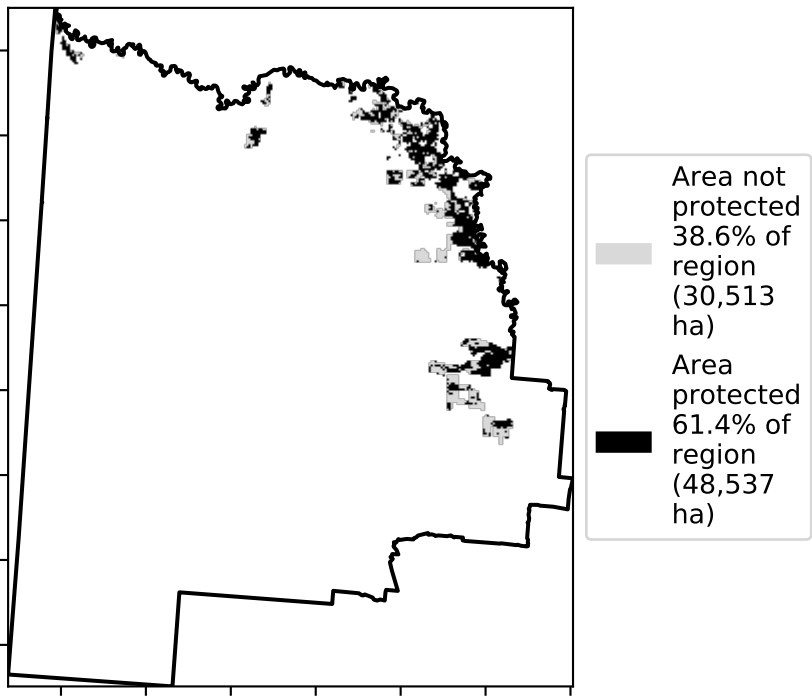 Area not
protected
38.6% of
region
(30,513
ha)
Area
protected
61.4% of
region
(48,537
ha)